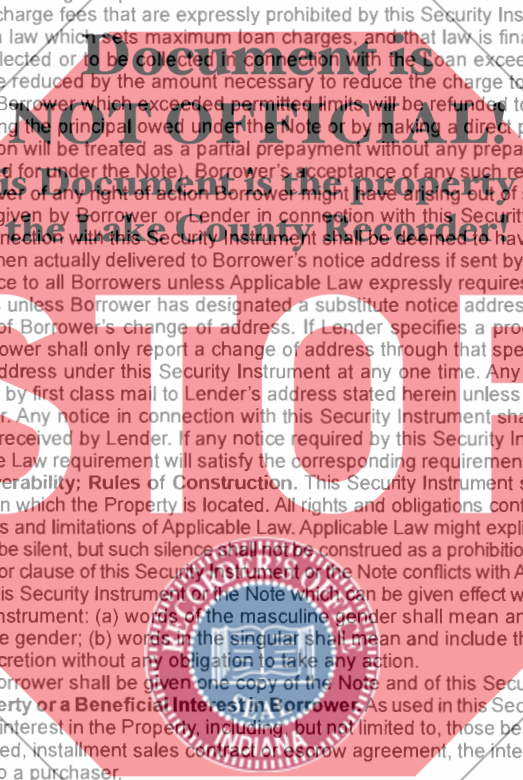 charge fees that are expressly prohibited by this Security Ins
law which sets maximum loan charges, and that law is fina
lected or to be collected in connection with the Loan excee
e reduced by the amount necessary to reduce the charge to
Borrower which exceeded permitted limits will be refunded to
ng the principal owed under the Note or by making a direct
on will be treated as a partial prepayment without any prepa
d for under the Note). Borrower's acceptance of any such re
er of any right of action Borrower might have arising out of s
given by Borrower or Lender in connection with this Securit
nection with this Security Instrument shall be deemed to hav
hen actually delivered to Borrower's notice address if sent by
ce to all Borrowers unless Applicable Law expressly requires
unless Borrower has designated a substitute notice addres
of Borrower's change of address. If Lender specifies a pro
ower shall only report a change of address through that spe
ddress under this Security Instrument at any one time. Any
by first class mail to Lender's address stated herein unless
r. Any notice in connection with this Security Instrument sha
received by Lender. If any notice required by this Security In
e Law requirement will satisfy the corresponding requirement
verability; Rules of Construction. This Security Instrument s
n which the Property is located. All rights and obligations cont
s and limitations of Applicable Law. Applicable Law might expli
be silent, but such silence shall not be construed as a prohibition
or clause of this Security Instrument or the Note conflicts with A
is Security Instrument or the Note which can be given effect w
nstrument: (a) words of the masculine gender shall mean an
e gender; (b) words in the singular shall mean and include th
cretion without any obligation to take any action.
orrower shall be given one copy of the Note and of this Secu
erty or a Beneficial Interest in Borrower. As used in this Sec
interest in the Property, including, but not limited to, those be
ed, installment sales contract or escrow agreement, the inte
o a purchaser.
Document is
NOT OFFICIAL!
is Document is the property
the Lake County Recorder!
STOP
RECORDER'S OFFICE
SEAL
INDIANA